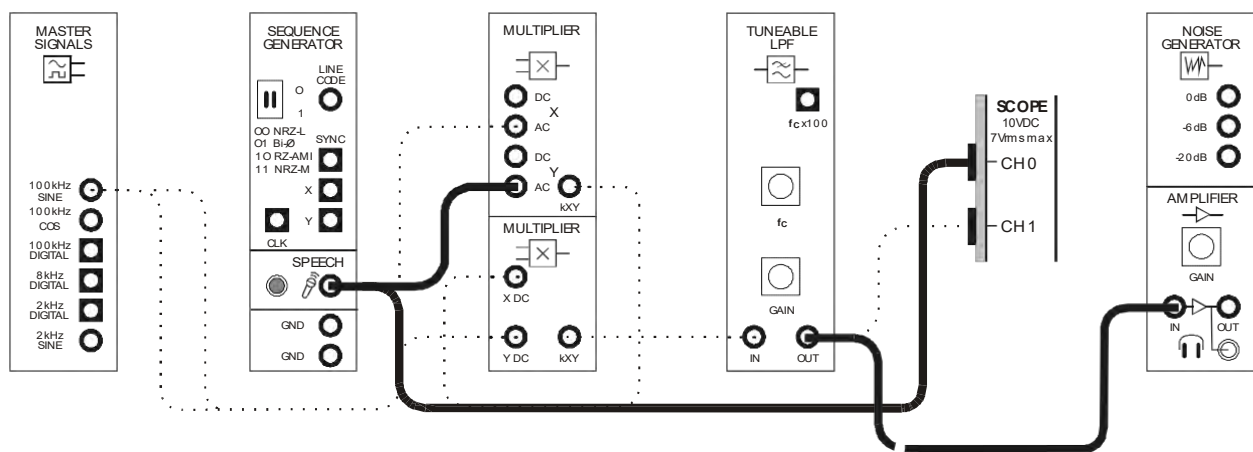 MASTER
SIGNALS
100kHz
SINE
100kHz
COS
100kHz
DIGITAL
8kHz
DIGITAL
2kHz
DIGITAL
2kHz
SINE
SEQUENCE
GENERATOR
LINE
CODE
O
1
OO NRZ-L
O1 Bi-Ø
1O RZ-AMI
11 NRZ-M
SYNC
X
Y
CLK
SPEECH
GND
GND
MULTIPLIER
DC
X
AC
DC
Y
AC
kXY
MULTIPLIER
X DC
Y DC
kXY
TUNEABLE
LPF
fc x100
fc
GAIN
IN
OUT
SCOPE
10VDC
7Vrms max
CH0
CH1
NOISE
GENERATOR
0dB
-6dB
-20dB
AMPLIFIER
GAIN
IN
OUT